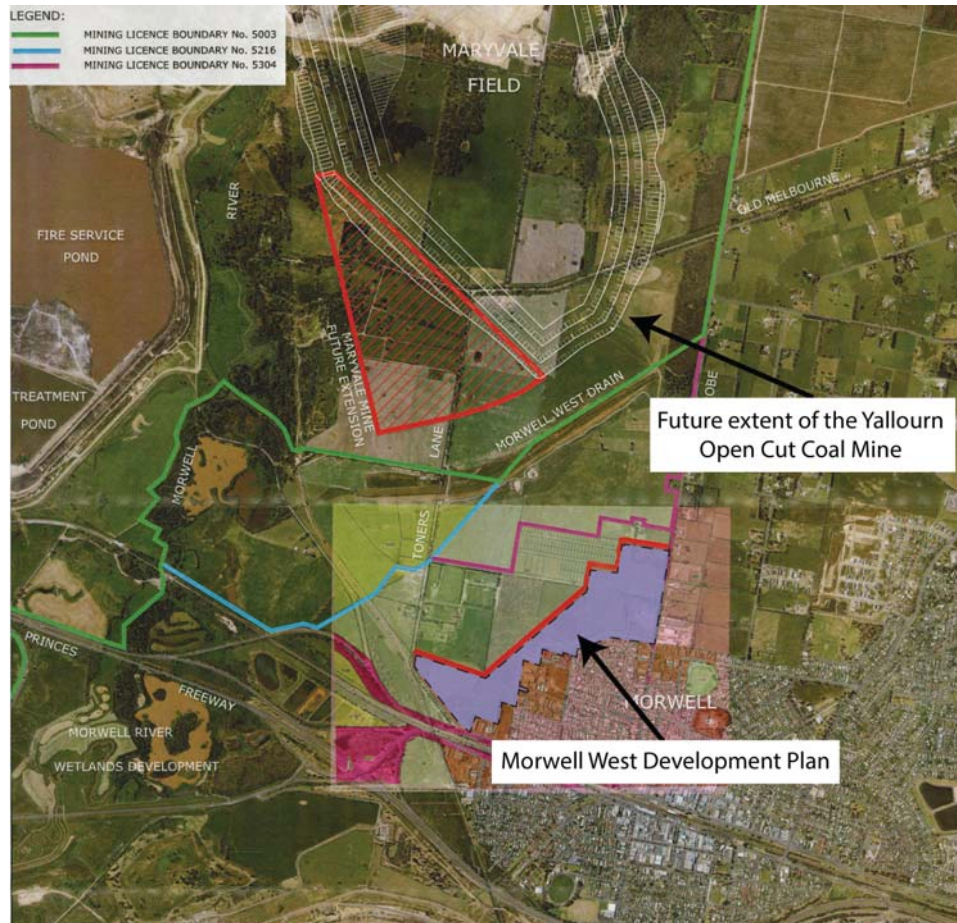 LEGEND:
MINING LICENCE BOUNDARY No. 5003
MINING LICENCE BOUNDARY No. 5216
MINING LICENCE BOUNDARY No. 5304
MARYVALE
FIELD
RIVER
OLD MELBOURNE
FIRE SERVICE
POND
MARYVALE MINE
FUTURE EXTENSION
TREATMENT
POND
MORWELL WEST DRAIN
OBE
Future extent of the Yallourn
Open Cut Coal Mine
LANE
MORWELL
TONERS
PRINCES
FREEWAY
MORWELL
MORWELL RIVER
WETLANDS DEVELOPMENT
Morwell West Development Plan